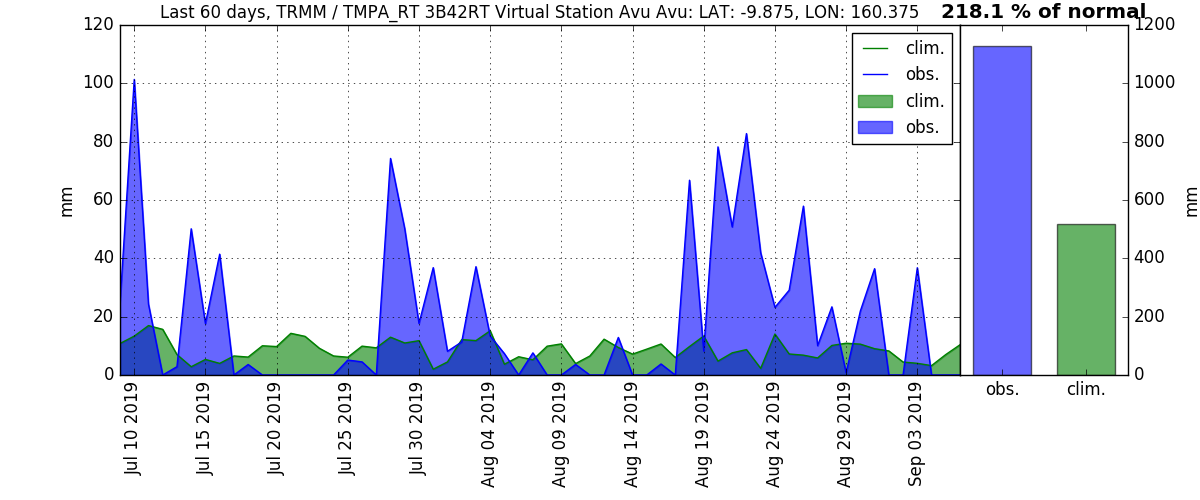 Last 60 days, TRMM / TMPA_RT 3B42RT Virtual Station Avu Avu: LAT: -9.875, LON: 160.375
218.1 % of normal
120
100
80
60
40
20
0
mm
clim.
obs.
clim.
obs.
1200
1000
800
600
400
200
0
mm
Jul 10 2019
Jul 15 2019
Jul 20 2019
Jul 25 2019
Jul 30 2019
Aug 04 2019
Aug 09 2019
Aug 14 2019
Aug 19 2019
Aug 24 2019
Aug 29 2019
Sep 03 2019
obs.
clim.